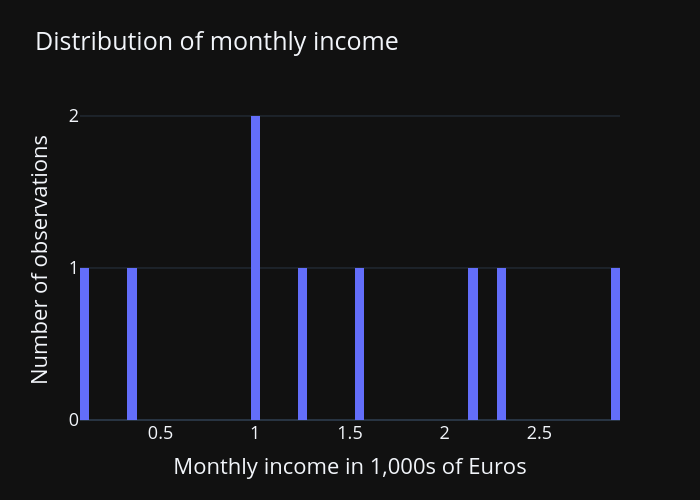 Distribution of monthly income
Number of observations
2
1
0
0.5
1
1.5
2
2.5
Monthly income in 1,000s of Euros